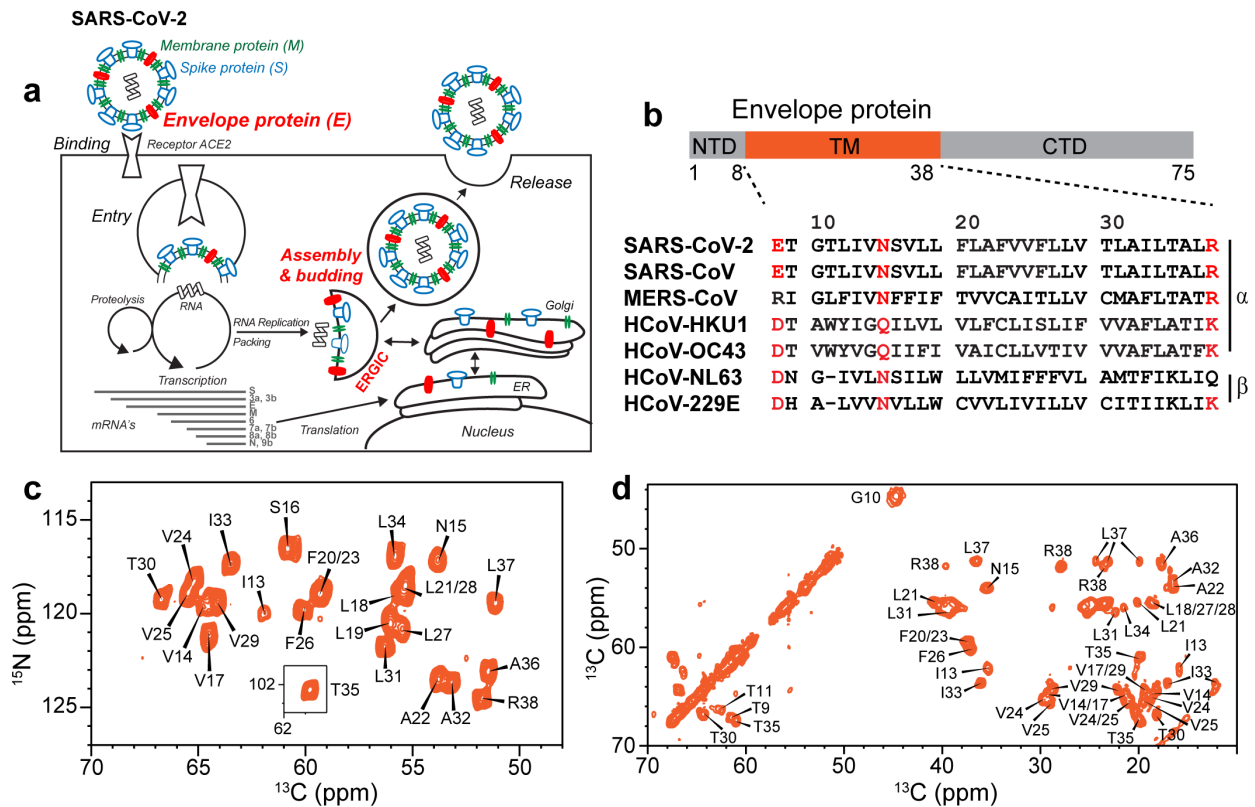 SARS-CoV-2
Membrane protein (M)
Spike protein (S)
a
Envelope protein (E)
Binding
Receptor ACE2
Release
Entry
Assembly
& budding
RNA
Proteolysis
RNA Replication
Packing
Golgi
ERGIC
Transcription
ER
S
3a, 3b
E
M
6
7a, 7b
8a, 8b
N, 9b
mRNA's
Translation
Nucleus
b
Envelope protein
NTD TM CTD
1 8 38 75
10 20 30
SARS-CoV-2 ET GTLIVNSVLL FLAFVVFLLV TLAILTALR
SARS-CoV ET GTLIVNSVLL FLAFVVFLLV TLAILTALR
MERS-CoV RI GLFIVNFFIF TVVCAITLLV CMAFLTATR
HCoV-HKU1 DT AWYIGQILVL VLFCLISLIF VVAFLATIK
HCoV-OC43 DT VWYVGQIIFI VAICLLVTIV VVAFLATFK
HCoV-NL63 DN G-IVLNSILW LLVMIFFFVL AMTFIKLIQ
HCoV-229E DH A-LVVNVLLW CVVLIVILLV CITIIKLIK
α
β
c
115
120
125
¹⁵N (ppm)
70 65 60 55 50
¹³C (ppm)
S16
I33
V24
T30
F20/23
I13
L34
N15
L37
L21/28
L18
V25
V29
F26
L19
L27
V14
V17
L31
A36
T35
102
62
A22
A32
R38
d
G10
50
60
70
¹³C (ppm)
70 60 50 40 30 20
¹³C (ppm)
L37
R38
N15
R38
L37
A36
R38
A32
A22
L21
L31
L18/27/28
L21
L34
L31
F20/23
F26
T35
I13
I13
V17/29
I33
I33
V29
V14
V24
V14/17
V24
V25
V24/25
V25
T11
T9
T35
T30
T35
T30